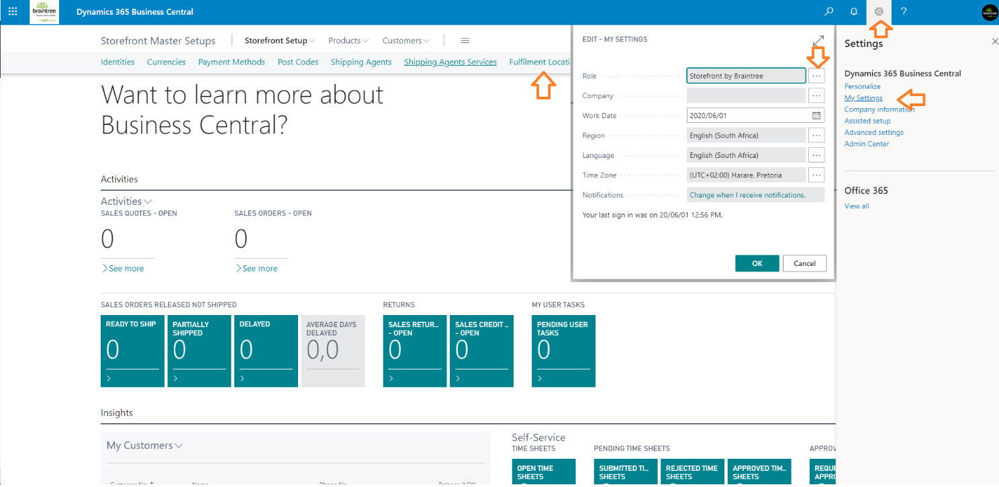 braintree
Dynamics 365 Business Central
?
Storefront Master Setups
Storefront Setup
Products
Customers
Identities
Currencies
Payment Methods
Post Codes
Shipping Agents
Shipping Agents Services
Fulfilment Locati
Want to learn more about
Business Central?
Activities
Activities
SALES QUOTES - OPEN
0
See more
SALES ORDERS - OPEN
0
See more
SALES ORDERS RELEASED NOT SHIPPED
READY TO SHIP
0
PARTIALLY
SHIPPED
0
DELAYED
0
AVERAGE DAYS
DELAYED
0,0
RETURNS
SALES RETUR...
- OPEN
0
SALES CREDIT ...
- OPEN
0
MY USER TASKS
PENDING USER
TASKS
0
Insights
My Customers
Customer No.
Name
Phone No.
Balance (LCY)
Self-Service
TIME SHEETS
OPEN TIME
SHEETS
PENDING TIME SHEETS
SUBMITTED TI...
SHEETS
REJECTED TIME
SHEETS
APPROVED TIM...
SHEETS
APPROV
REQUE
APPRO
EDIT - MY SETTINGS
Role
Storefront by Braintree
...
Company
...
Work Date
2020/06/01
Region
English (South Africa)
...
Language
English (South Africa)
...
Time Zone
(UTC+02:00) Harare, Pretoria
...
Notifications
Change when I receive notifications.
Your last sign in was on 20/06/01 12:56 PM.
OK
Cancel
Settings
Dynamics 365 Business Central
Personalize
My Settings
Company information
Assisted setup
Advanced settings
Admin Center
Office 365
View all